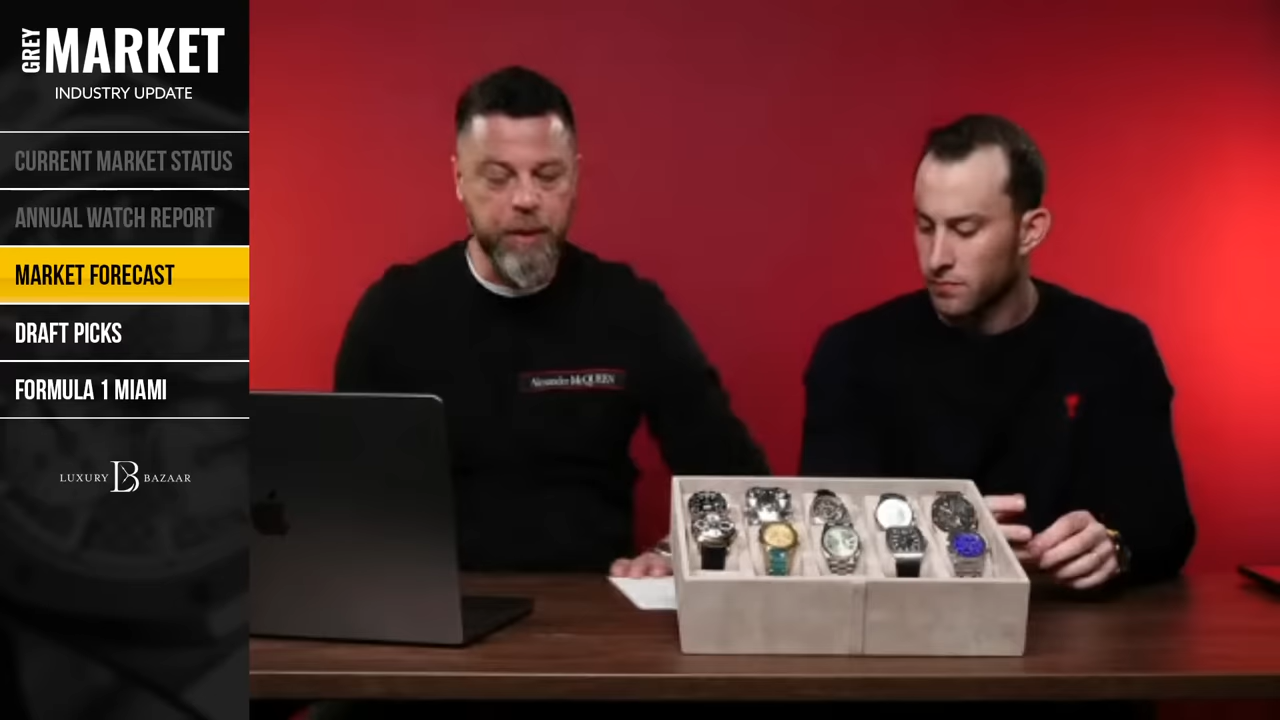 GREY
MARKET
INDUSTRY UPDATE
CURRENT MARKET STATUS
ANNUAL WATCH REPORT
MARKET FORECAST
DRAFT PICKS
FORMULA 1 MIAMI
LUXURY LB BAZAAR
Alexander McQUEEN